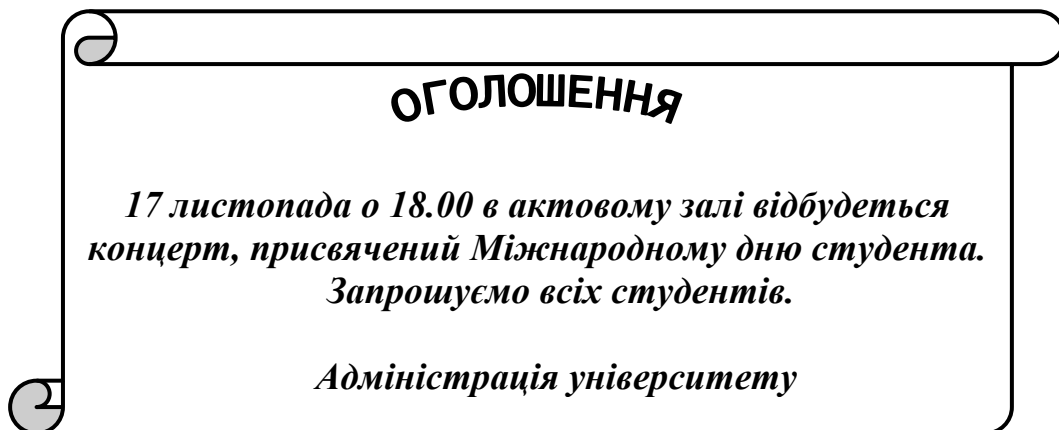 ОГОЛОШЕННЯ
17 листопада о 18.00 в актовому залі відбудеться
концерт, присвячений Міжнародному дню студента.
Запрошуємо всіх студентів.
Адміністрація університету